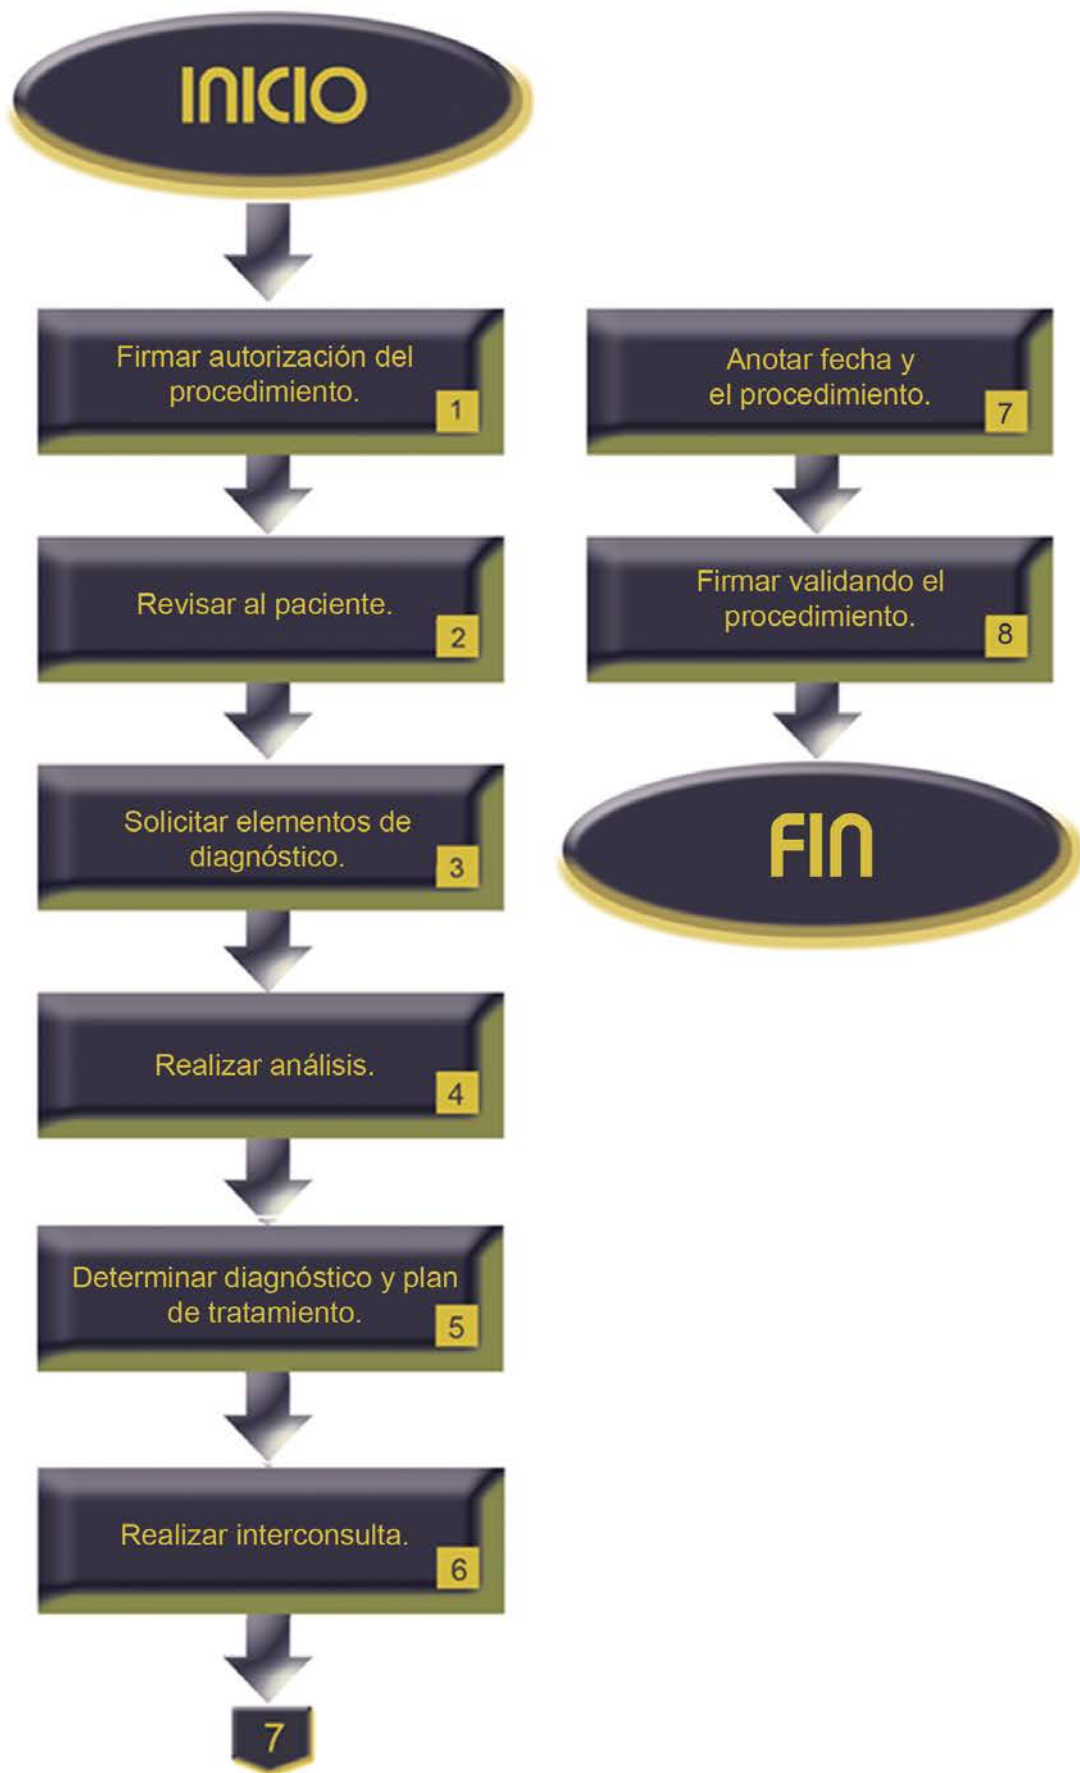 INICIO
Firmar autorización del
procedimiento.
1
Revisar al paciente.
2
Solicitar elementos de
diagnóstico.
3
Realizar análisis.
4
Determinar diagnóstico y plan
de tratamiento.
5
Realizar interconsulta.
6
7
Anotar fecha y
el procedimiento.
7
Firmar validando el
procedimiento.
8
FIN